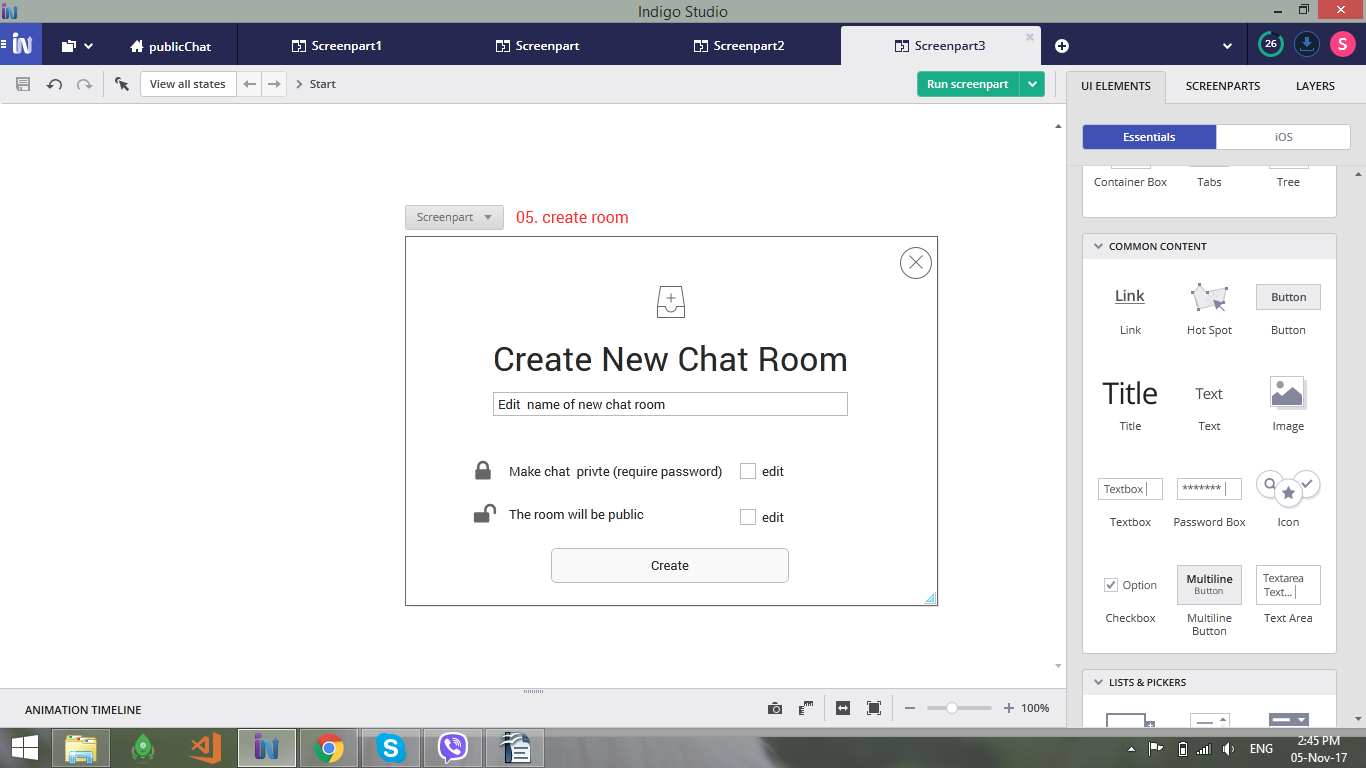 Indigo Studio
publicChat
Screenpart1
Screenpart
Screenpart2
Screenpart3
26
S
View all states
Start
Run screenpart
UI ELEMENTS
SCREENPARTS
LAYERS
Essentials
iOS
Container Box
Tabs
Tree
Screenpart
05. create room
COMMON CONTENT
Link
Link
Hot Spot
Button
Button
Create New Chat Room
Edit name of new chat room
Title
Title
Text
Text
Image
Make chat privte (require password)
edit
The room will be public
edit
Create
Textbox
Textbox
*******
Password Box
Icon
Option
Checkbox
Multiline
Button
Multiline
Button
Textarea
Text...
Text Area
LISTS & PICKERS
ANIMATION TIMELINE
100%
ENG
2:45 PM
05-Nov-17